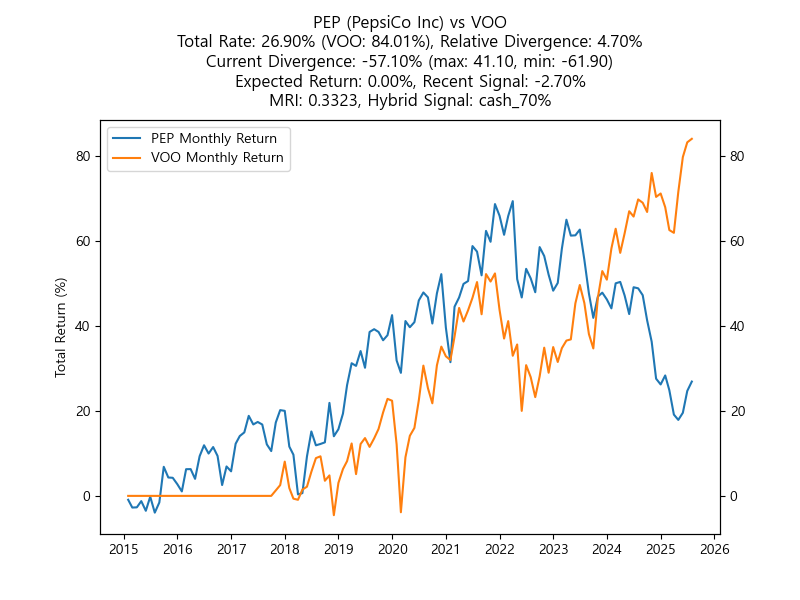 PEP (PepsiCo Inc) vs VOO
Total Rate: 26.90% (VOO: 84.01%), Relative Divergence: 4.70%
Current Divergence: -57.10% (max: 41.10, min: -61.90)
Expected Return: 0.00%, Recent Signal: -2.70%
MRI: 0.3323, Hybrid Signal: cash_70%
PEP Monthly Return
VOO Monthly Return
80 80
60 60
40 40
20 20
0 0
Total Return (%)
2015 2016 2017 2018 2019 2020 2021 2022 2023 2024 2025 2026